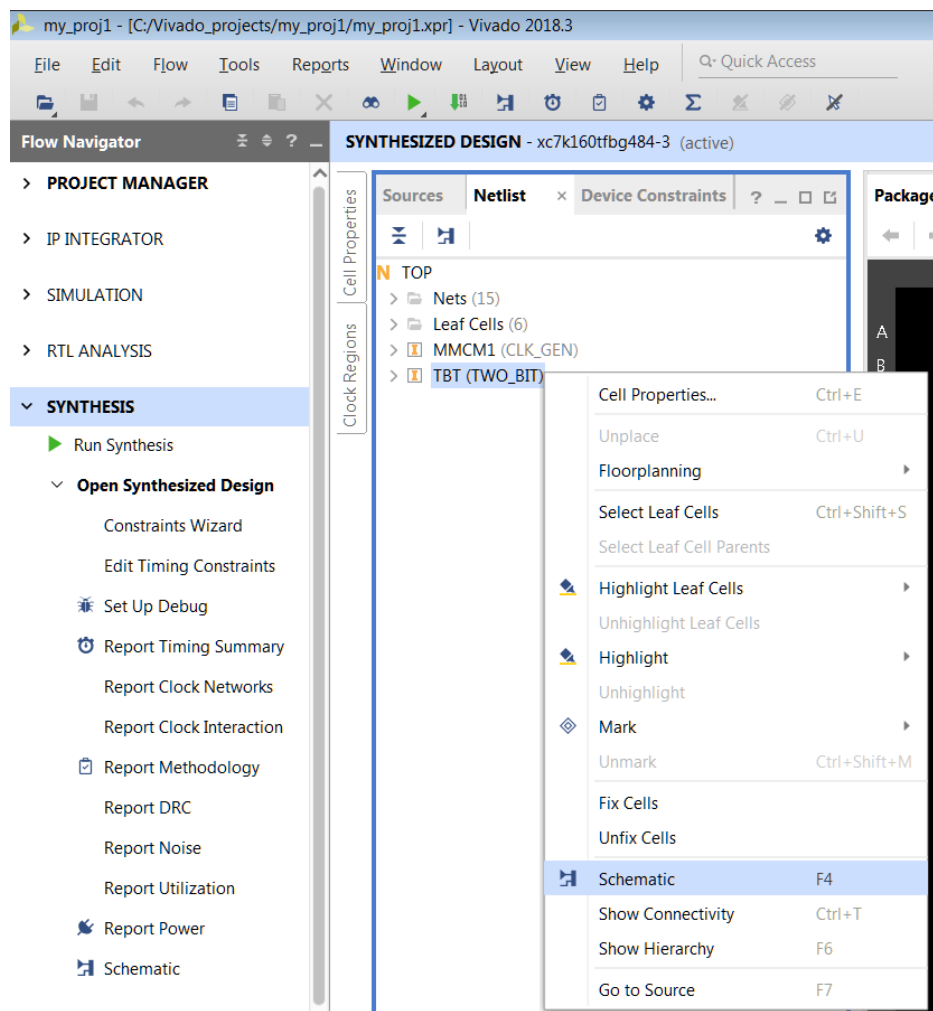 my_proj1 - [C:/Vivado_projects/my_proj1/my_proj1.xpr] - Vivado 2018.3
File Edit Flow Tools Reports Window Layout View Help Quick Access
Flow Navigator
PROJECT MANAGER
IP INTEGRATOR
SIMULATION
RTL ANALYSIS
SYNTHESIS
Run Synthesis
Open Synthesized Design
Constraints Wizard
Edit Timing Constraints
Set Up Debug
Report Timing Summary
Report Clock Networks
Report Clock Interaction
Report Methodology
Report DRC
Report Noise
Report Utilization
Report Power
Schematic
SYNTHESIZED DESIGN - xc7k160tfbg484-3 (active)
Cell Properties
Clock Regions
Sources Netlist Device Constraints
N TOP
Nets (15)
Leaf Cells (6)
MMCM1 (CLK_GEN)
TBT (TWO_BIT)
Cell Properties... Ctrl+E
Unplace Ctrl+U
Floorplanning
Select Leaf Cells Ctrl+Shift+S
Select Leaf Cell Parents
Highlight Leaf Cells
Unhighlight Leaf Cells
Highlight
Unhighlight
Mark
Unmark Ctrl+Shift+M
Fix Cells
Unfix Cells
Schematic F4
Show Connectivity Ctrl+T
Show Hierarchy F6
Go to Source F7
Package
A
B